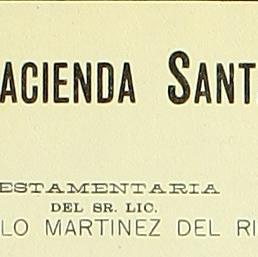 ACIENDA SANT
ESTAMENTARIA
DEL SR. LIC.
LO MARTINEZ DEL RI